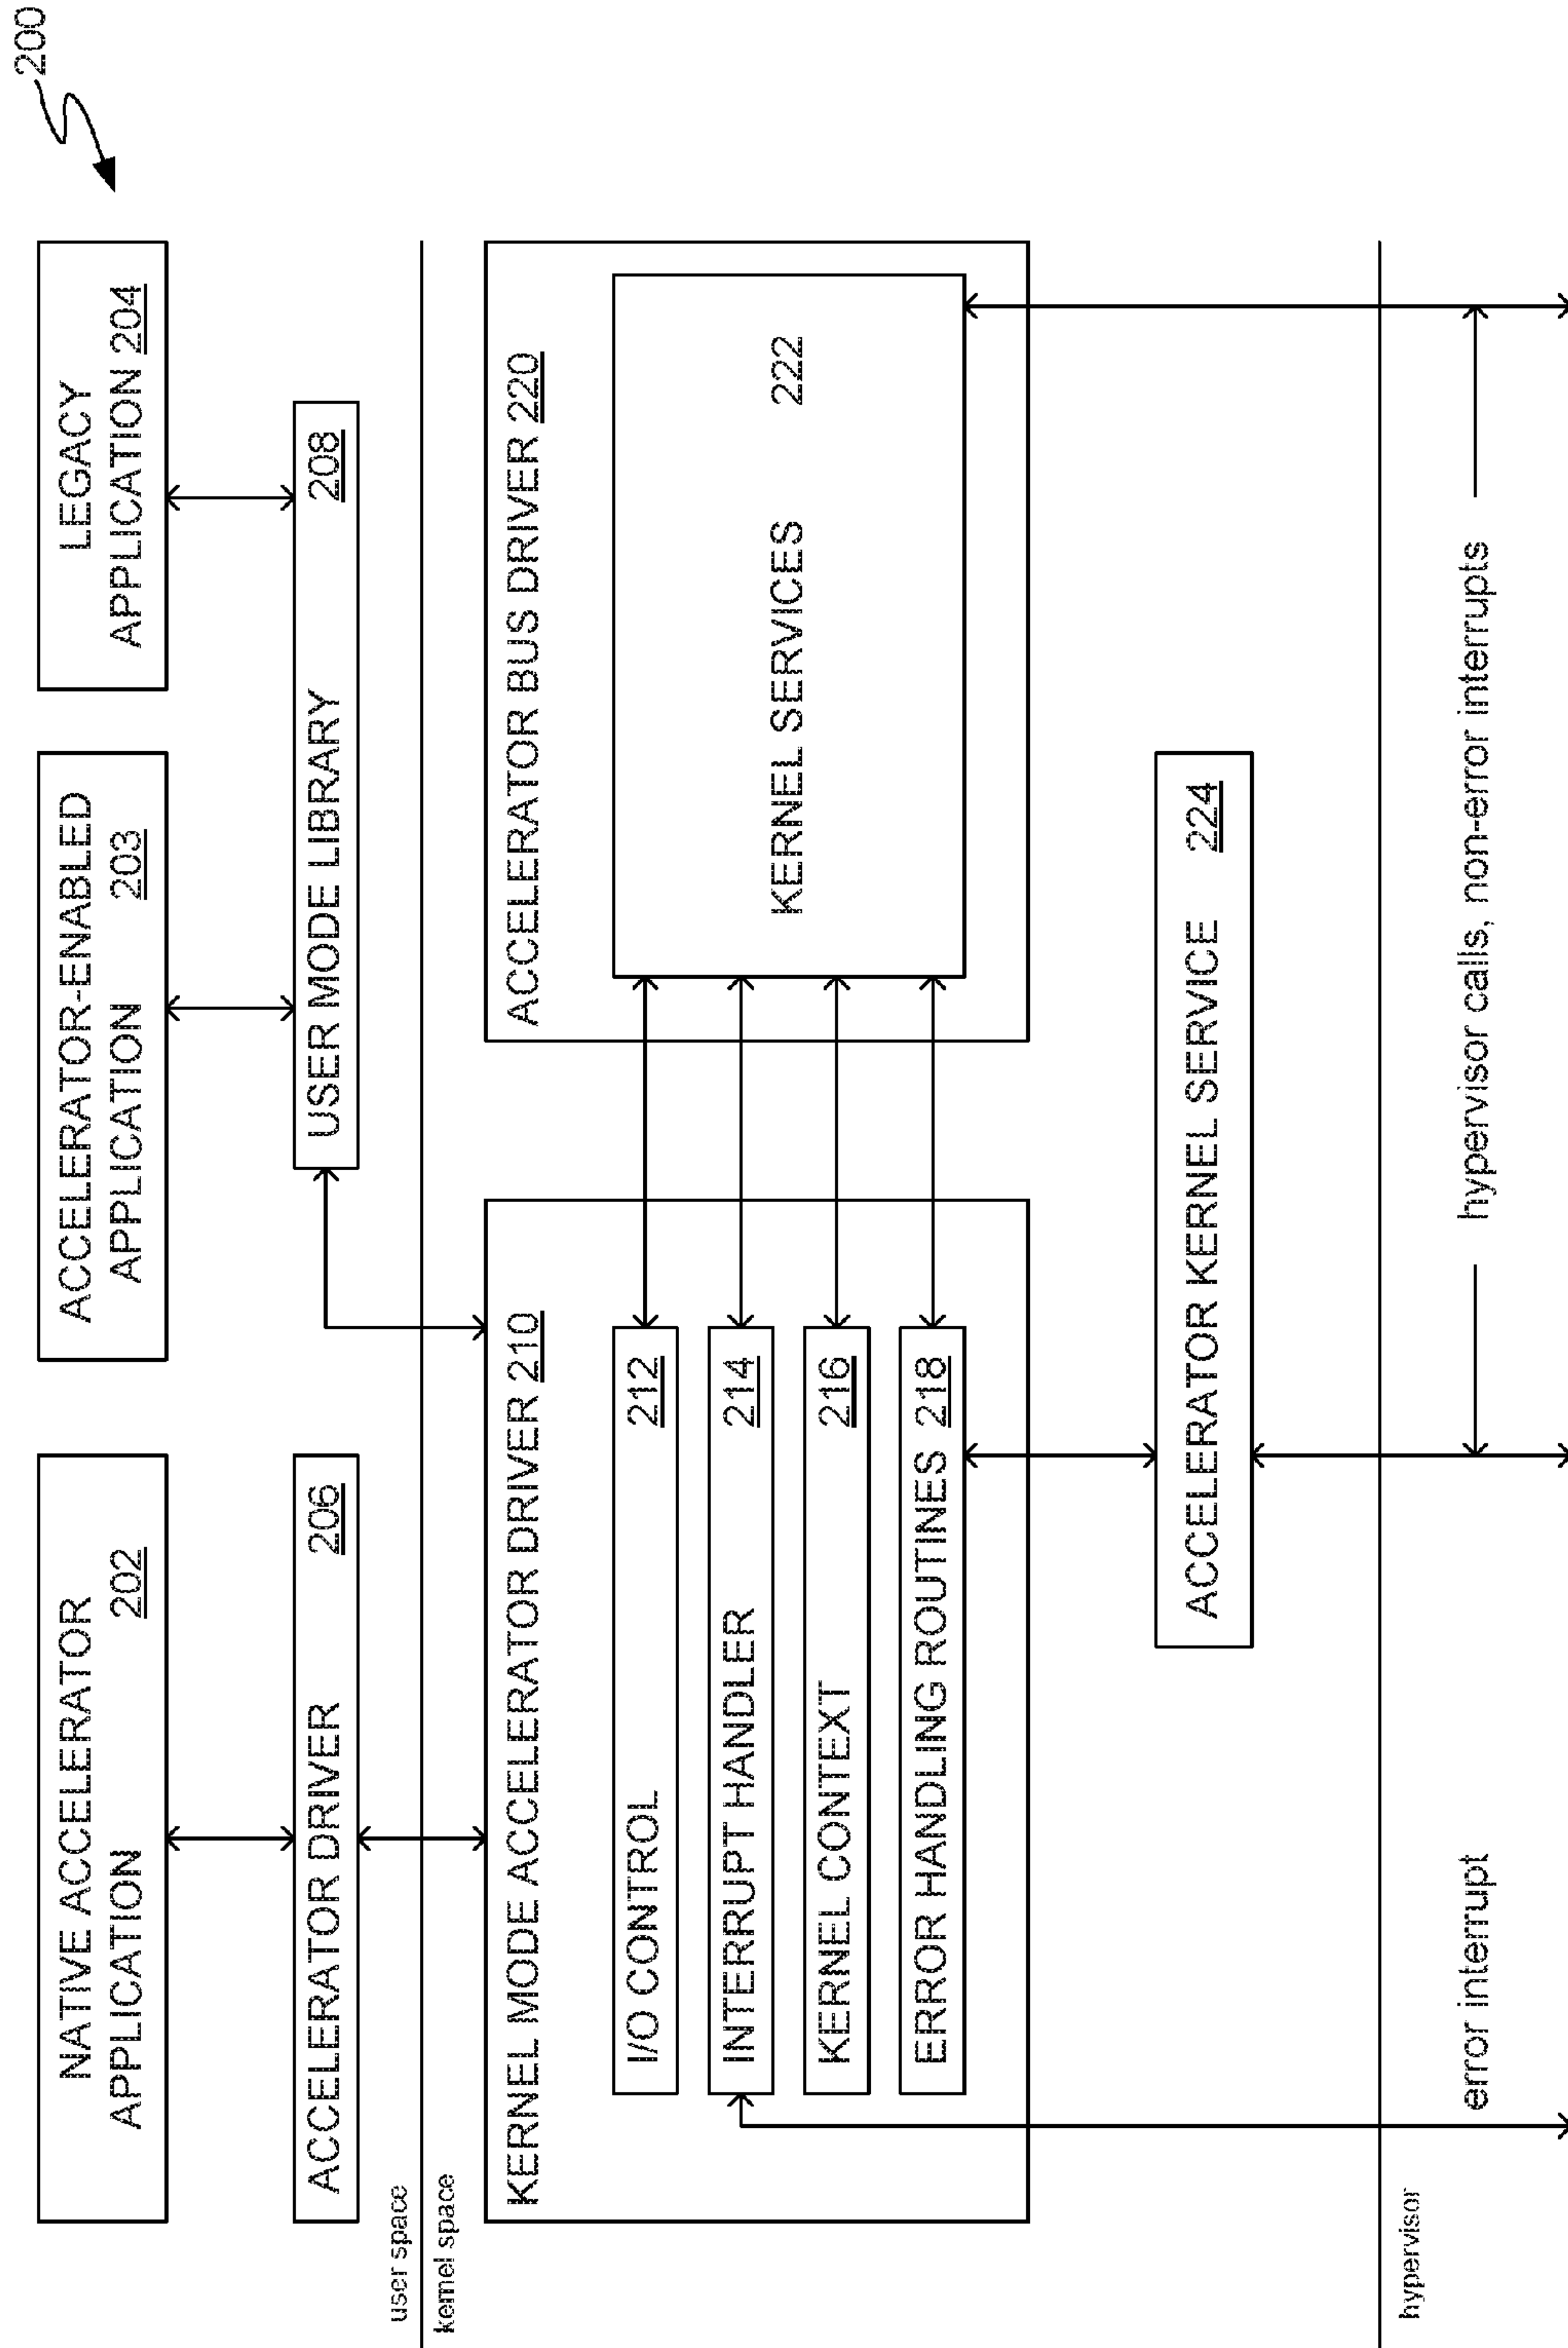 200
NATIVE ACCELERATOR
APPLICATION 202
ACCELERATOR-ENABLED
APPLICATION 203
LEGACY
APPLICATION 204
ACCELERATOR DRIVER 206
USER MODE LIBRARY 208
user space
kernel space
KERNEL MODE ACCELERATOR DRIVER 210
I/O CONTROL 212
INTERRUPT HANDLER 214
KERNEL CONTEXT 216
ERROR HANDLING ROUTINES 218
ACCELERATOR BUS DRIVER 220
KERNEL SERVICES 222
ACCELERATOR KERNEL SERVICE 224
hypervisor
error interrupt
hypervisor calls, non-error interrupts